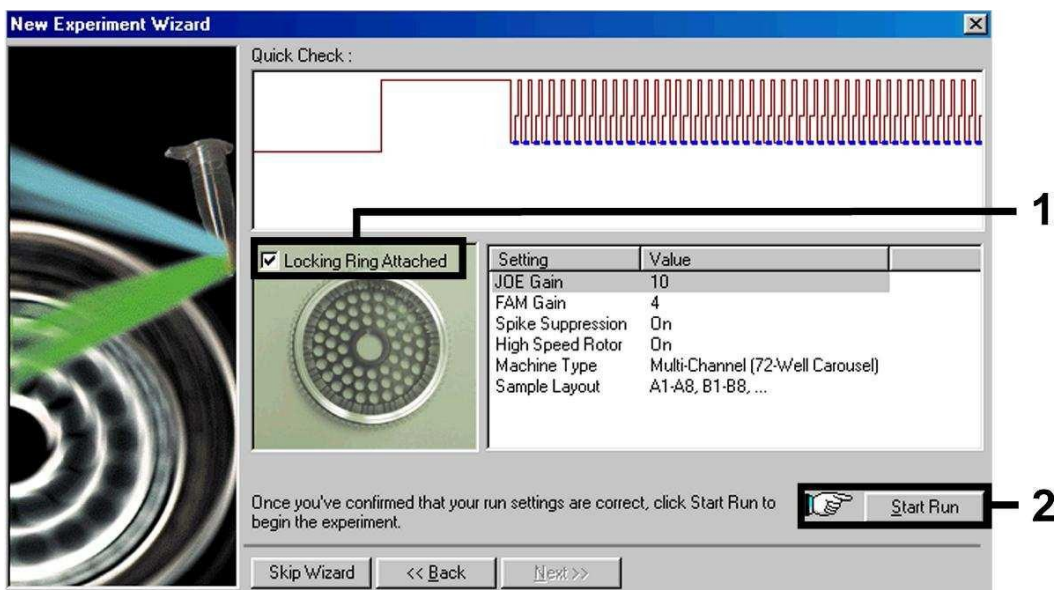 New Experiment Wizard
Quick Check :
1
Locking Ring Attached
Setting Value
JOE Gain 10
FAM Gain 4
Spike Suppression On
High Speed Rotor On
Machine Type Multi-Channel (72-Well Carousel)
Sample Layout A1-A8, B1-B8, ...
Once you've confirmed that your run settings are correct, click Start Run to
begin the experiment.
Start Run
2
Skip Wizard << Back Next >>